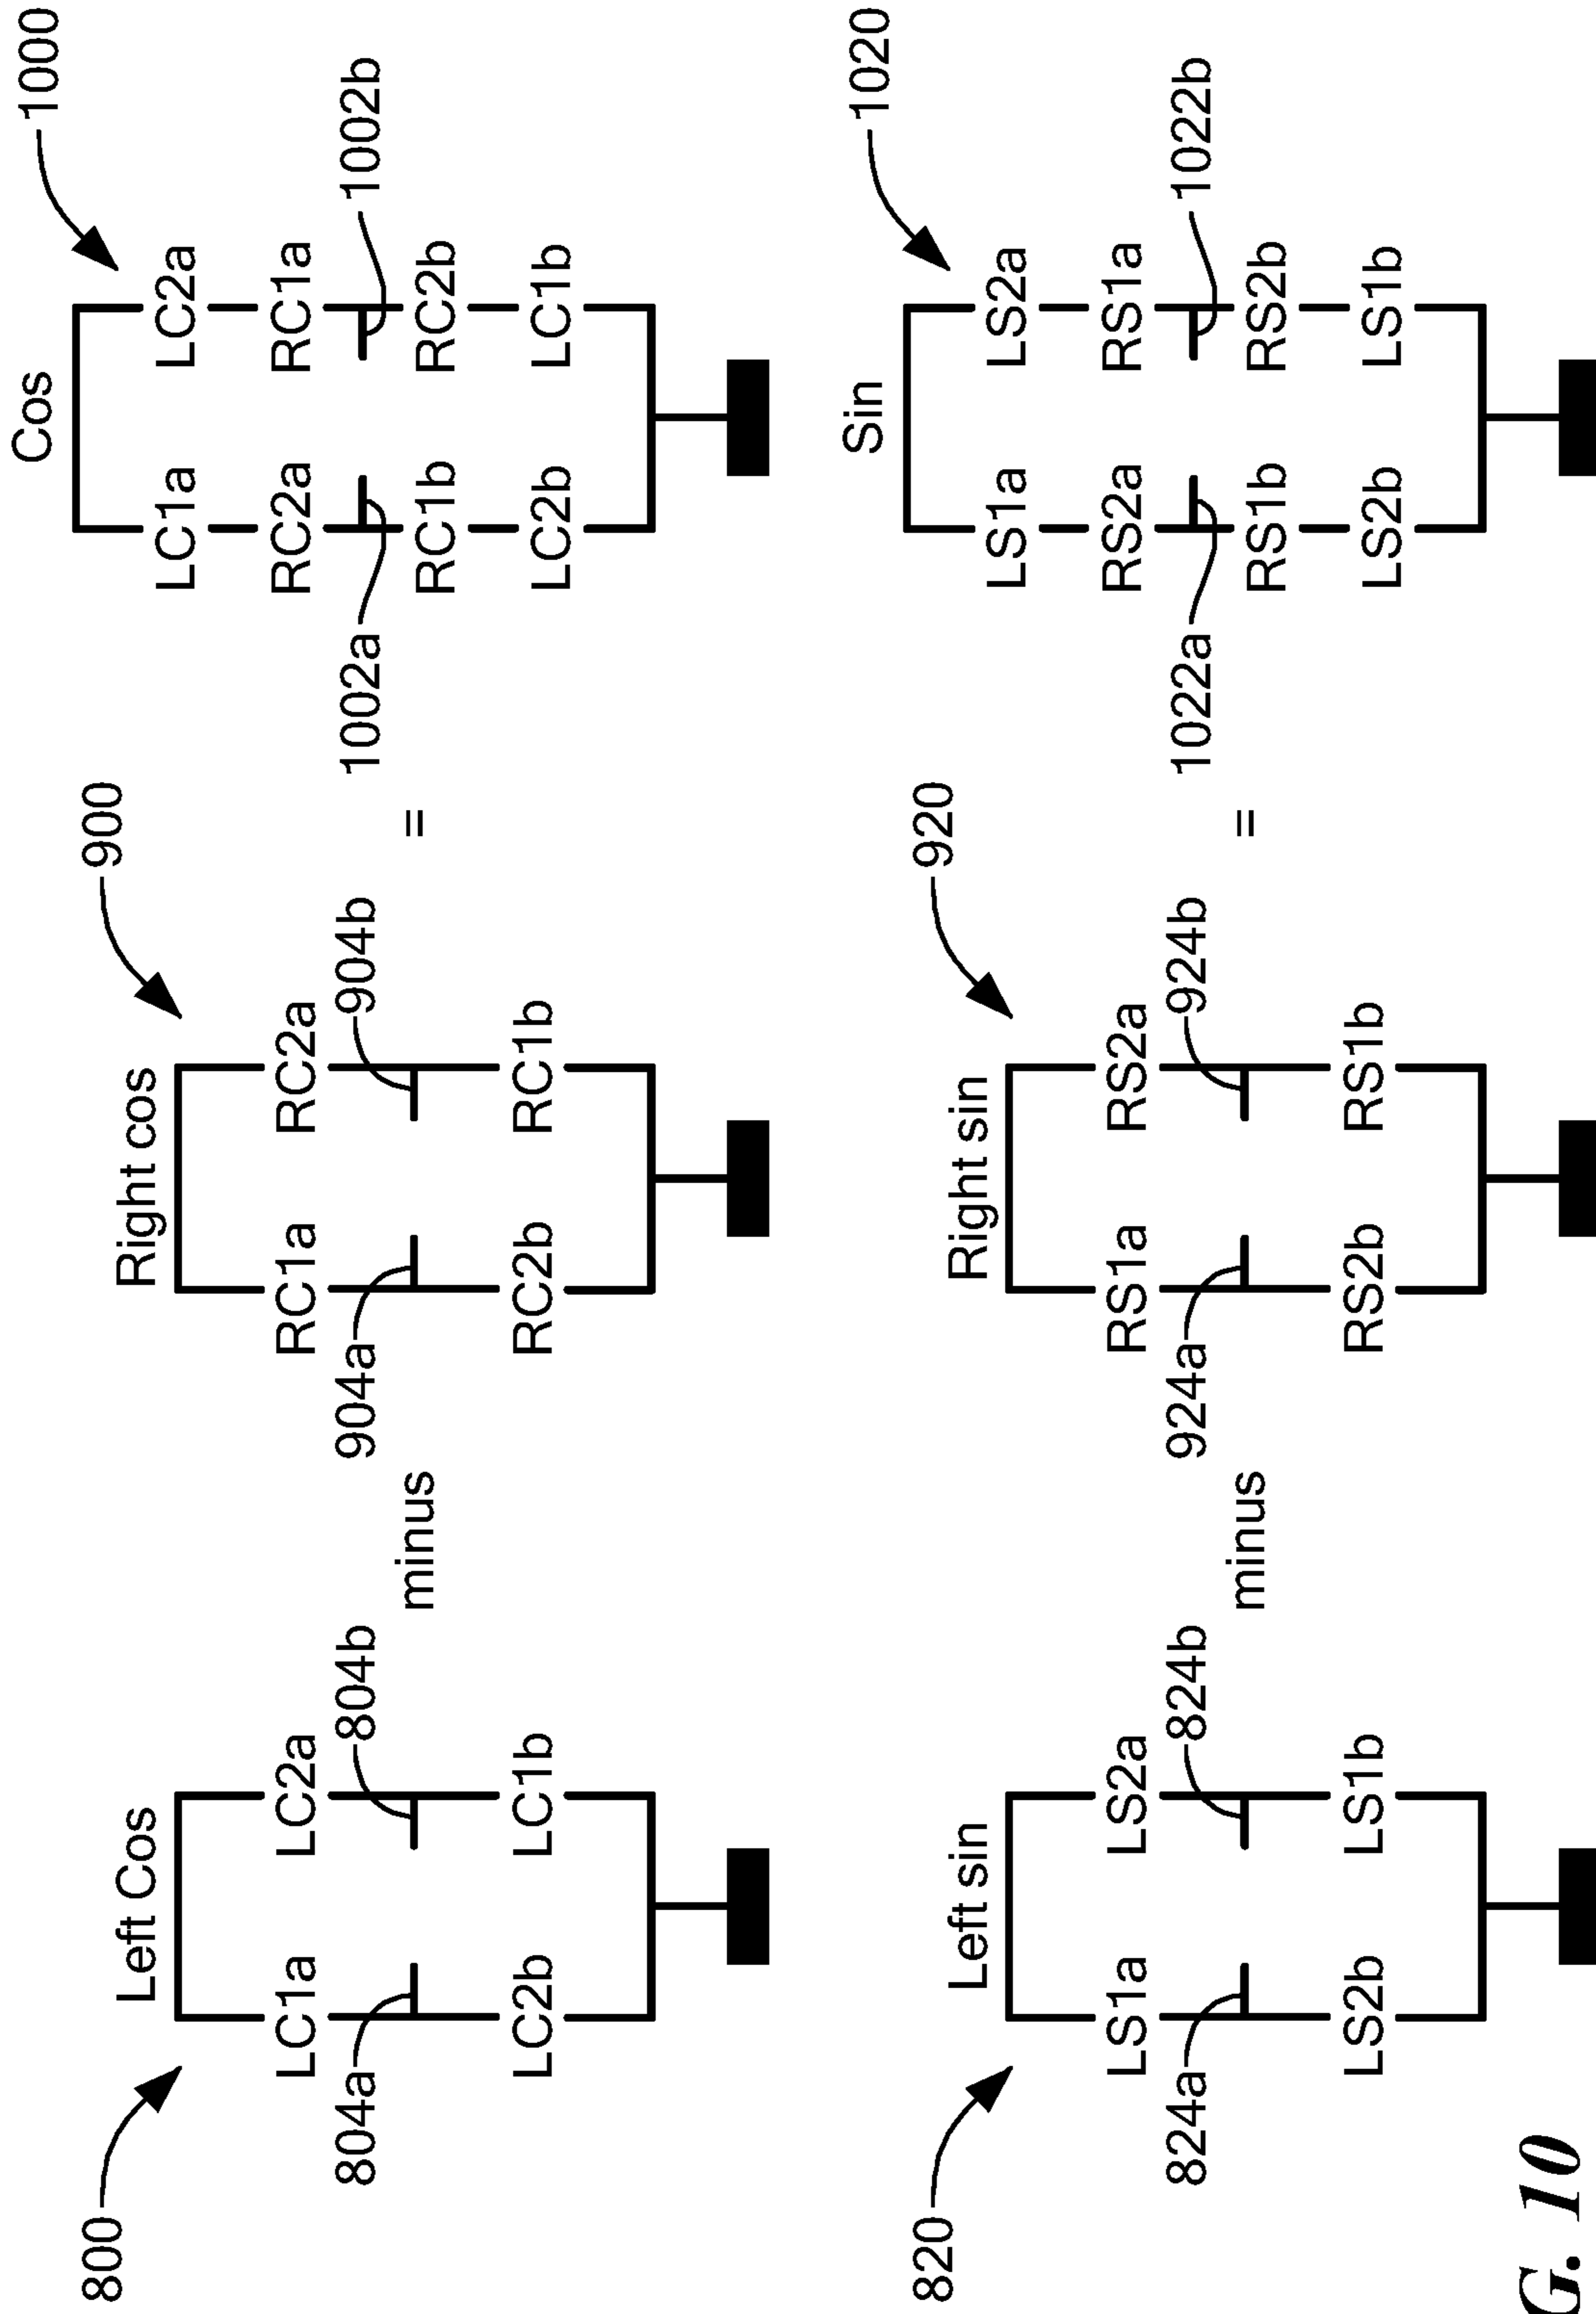 800
Left Cos
LC1a LC2a
804a 804b
LC2b LC1b
minus
900
Right cos
RC1a RC2a
904a 904b
RC2b RC1b
=
1000
Cos
LC1a LC2a
RC2a RC1a
1002a 1002b
RC1b RC2b
LC2b LC1b
820
Left sin
LS1a LS2a
824a 824b
LS2b LS1b
minus
920
Right sin
RS1a RS2a
924a 924b
RS2b RS1b
=
1020
Sin
LS1a LS2a
RS2a RS1a
1022a 1022b
RS1b RS2b
LS2b LS1b
G. 10